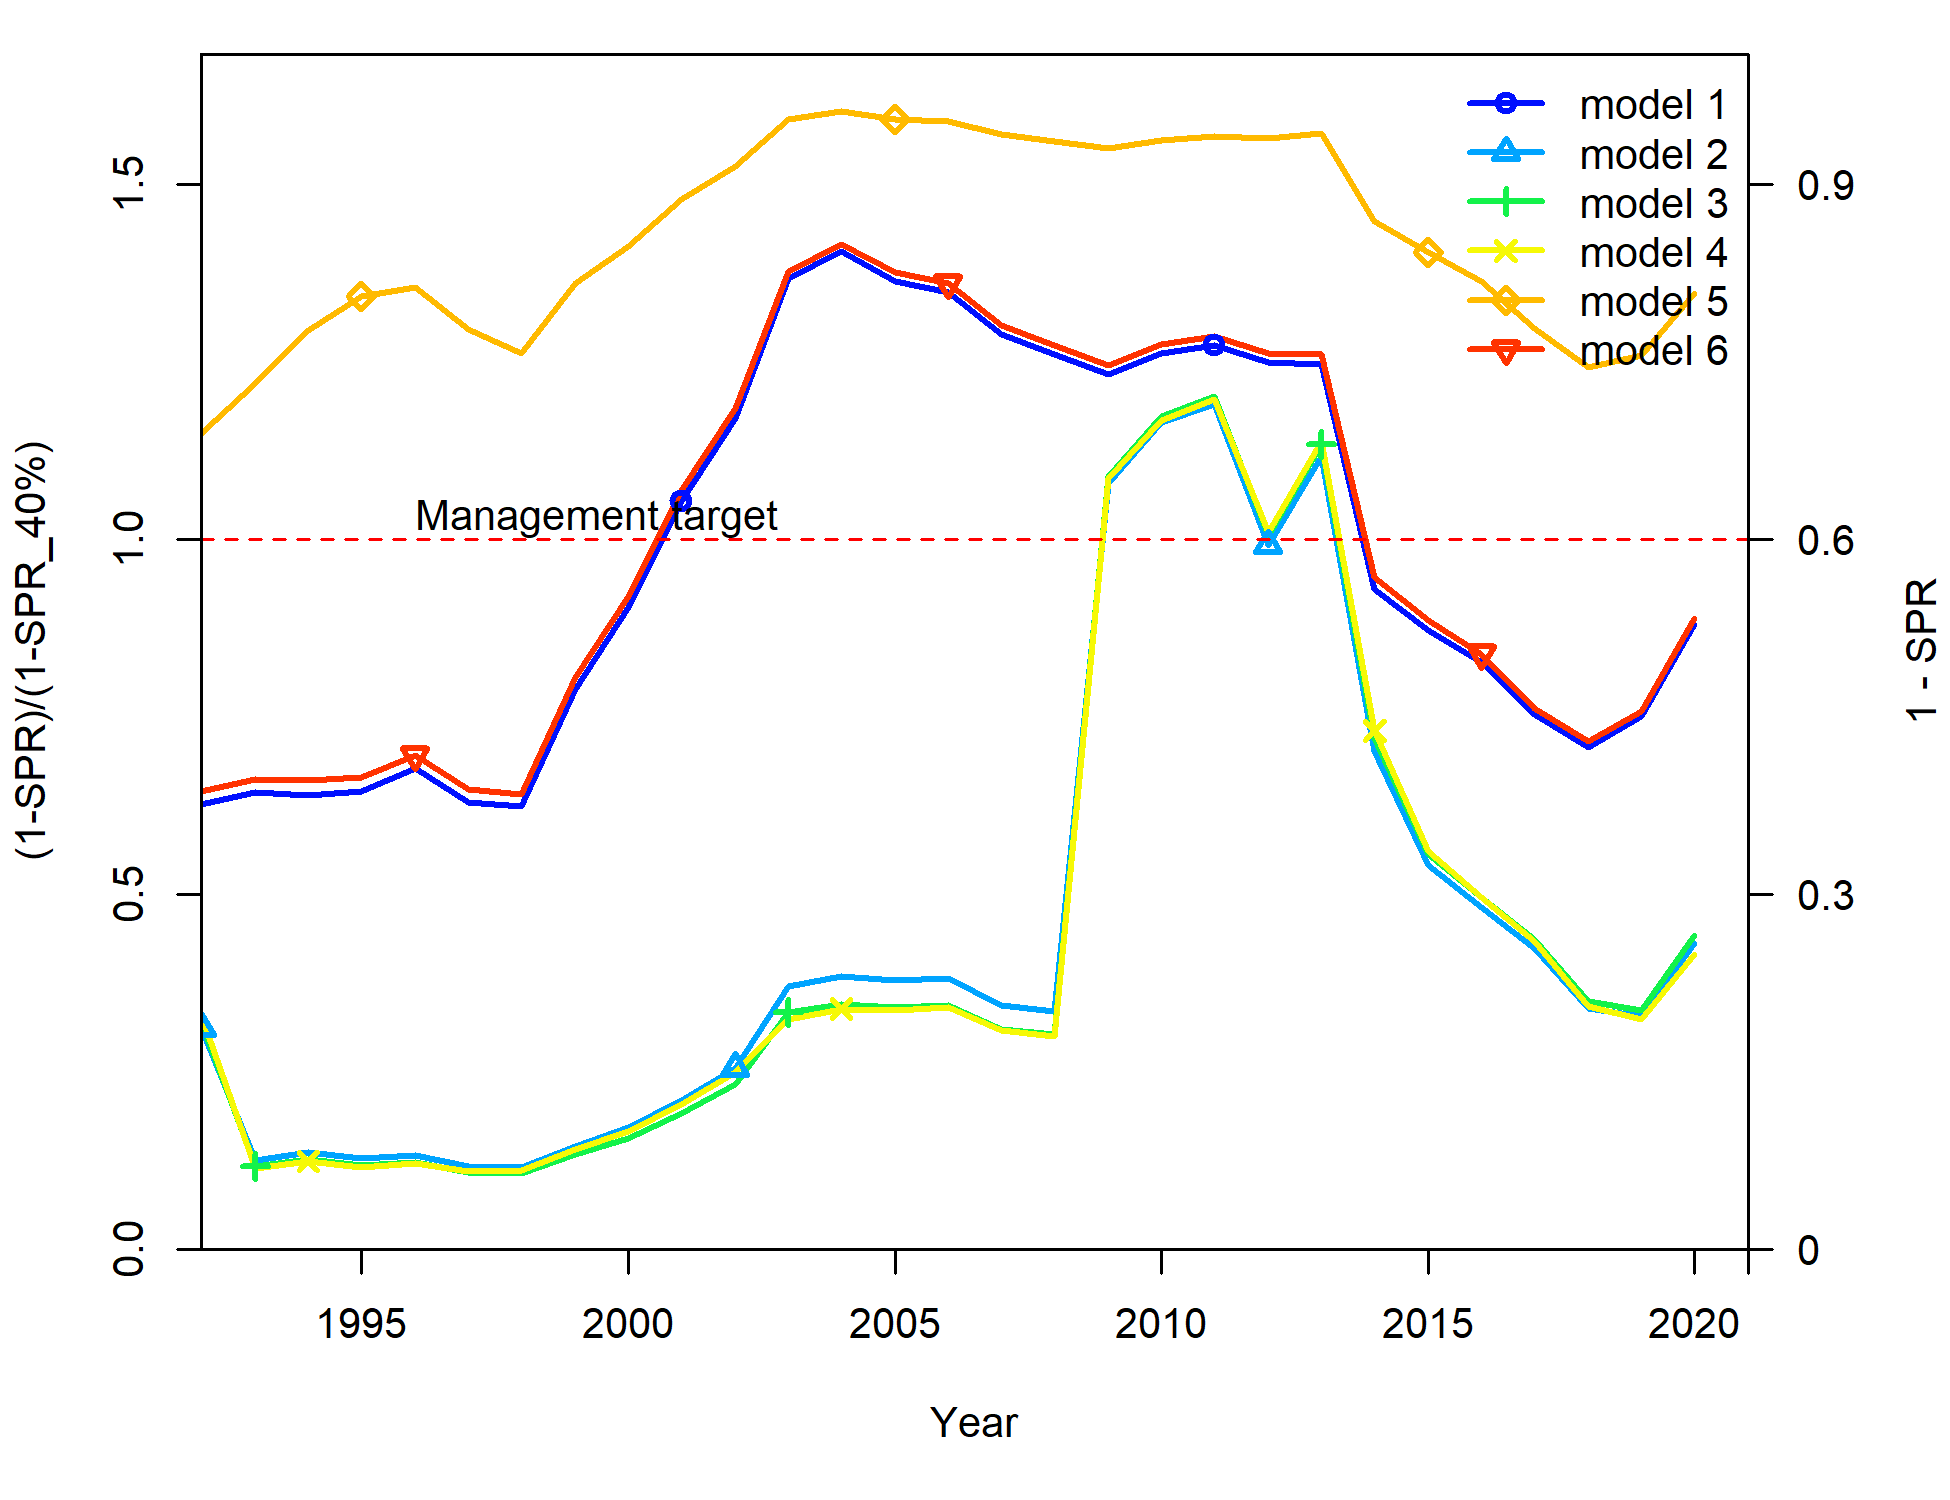 model 1
model 2
model 3
model 4
model 5
model 6
Management target
(1-SPR)/(1-SPR_40%)
1.5
1.0
0.5
0.0
0.9
0.6
0.3
0
1 - SPR
1995 2000 2005 2010 2015 2020
Year